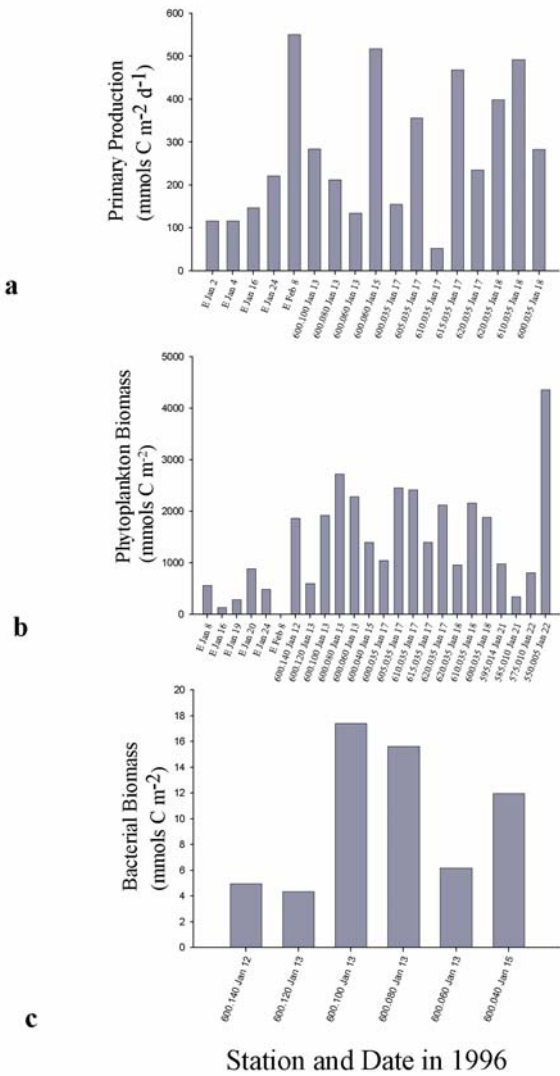 Primary Production
(mmols C m-2 d-1)
600
500
400
300
200
100
0
E Jan 2
E Jan 4
E Jan 16
E Jan 24
E Feb 8
600.100 Jan 13
600.080 Jan 13
600.060 Jan 13
600.060 Jan 15
600.035 Jan 17
605.035 Jan 17
610.035 Jan 17
615.035 Jan 17
620.035 Jan 17
620.035 Jan 18
610.035 Jan 18
600.035 Jan 18
a
Phytoplankton Biomass
(mmols C m-2)
5000
4000
3000
2000
1000
0
E Jan 8
E Jan 16
E Jan 19
E Jan 20
E Jan 24
E Feb 8
600.140 Jan 12
600.120 Jan 13
600.100 Jan 13
600.080 Jan 13
600.060 Jan 13
600.040 Jan 15
600.035 Jan 17
605.035 Jan 17
610.035 Jan 17
615.035 Jan 17
620.035 Jan 17
620.035 Jan 18
610.035 Jan 18
600.035 Jan 18
595.014 Jan 21
585.010 Jan 21
575.010 Jan 22
550.005 Jan 22
b
Bacterial Biomass
(mmols C m-2)
20
18
16
14
12
10
8
6
4
2
0
600.140 Jan 12
600.120 Jan 13
600.100 Jan 13
600.080 Jan 13
600.060 Jan 13
600.040 Jan 15
c
Station and Date in 1996